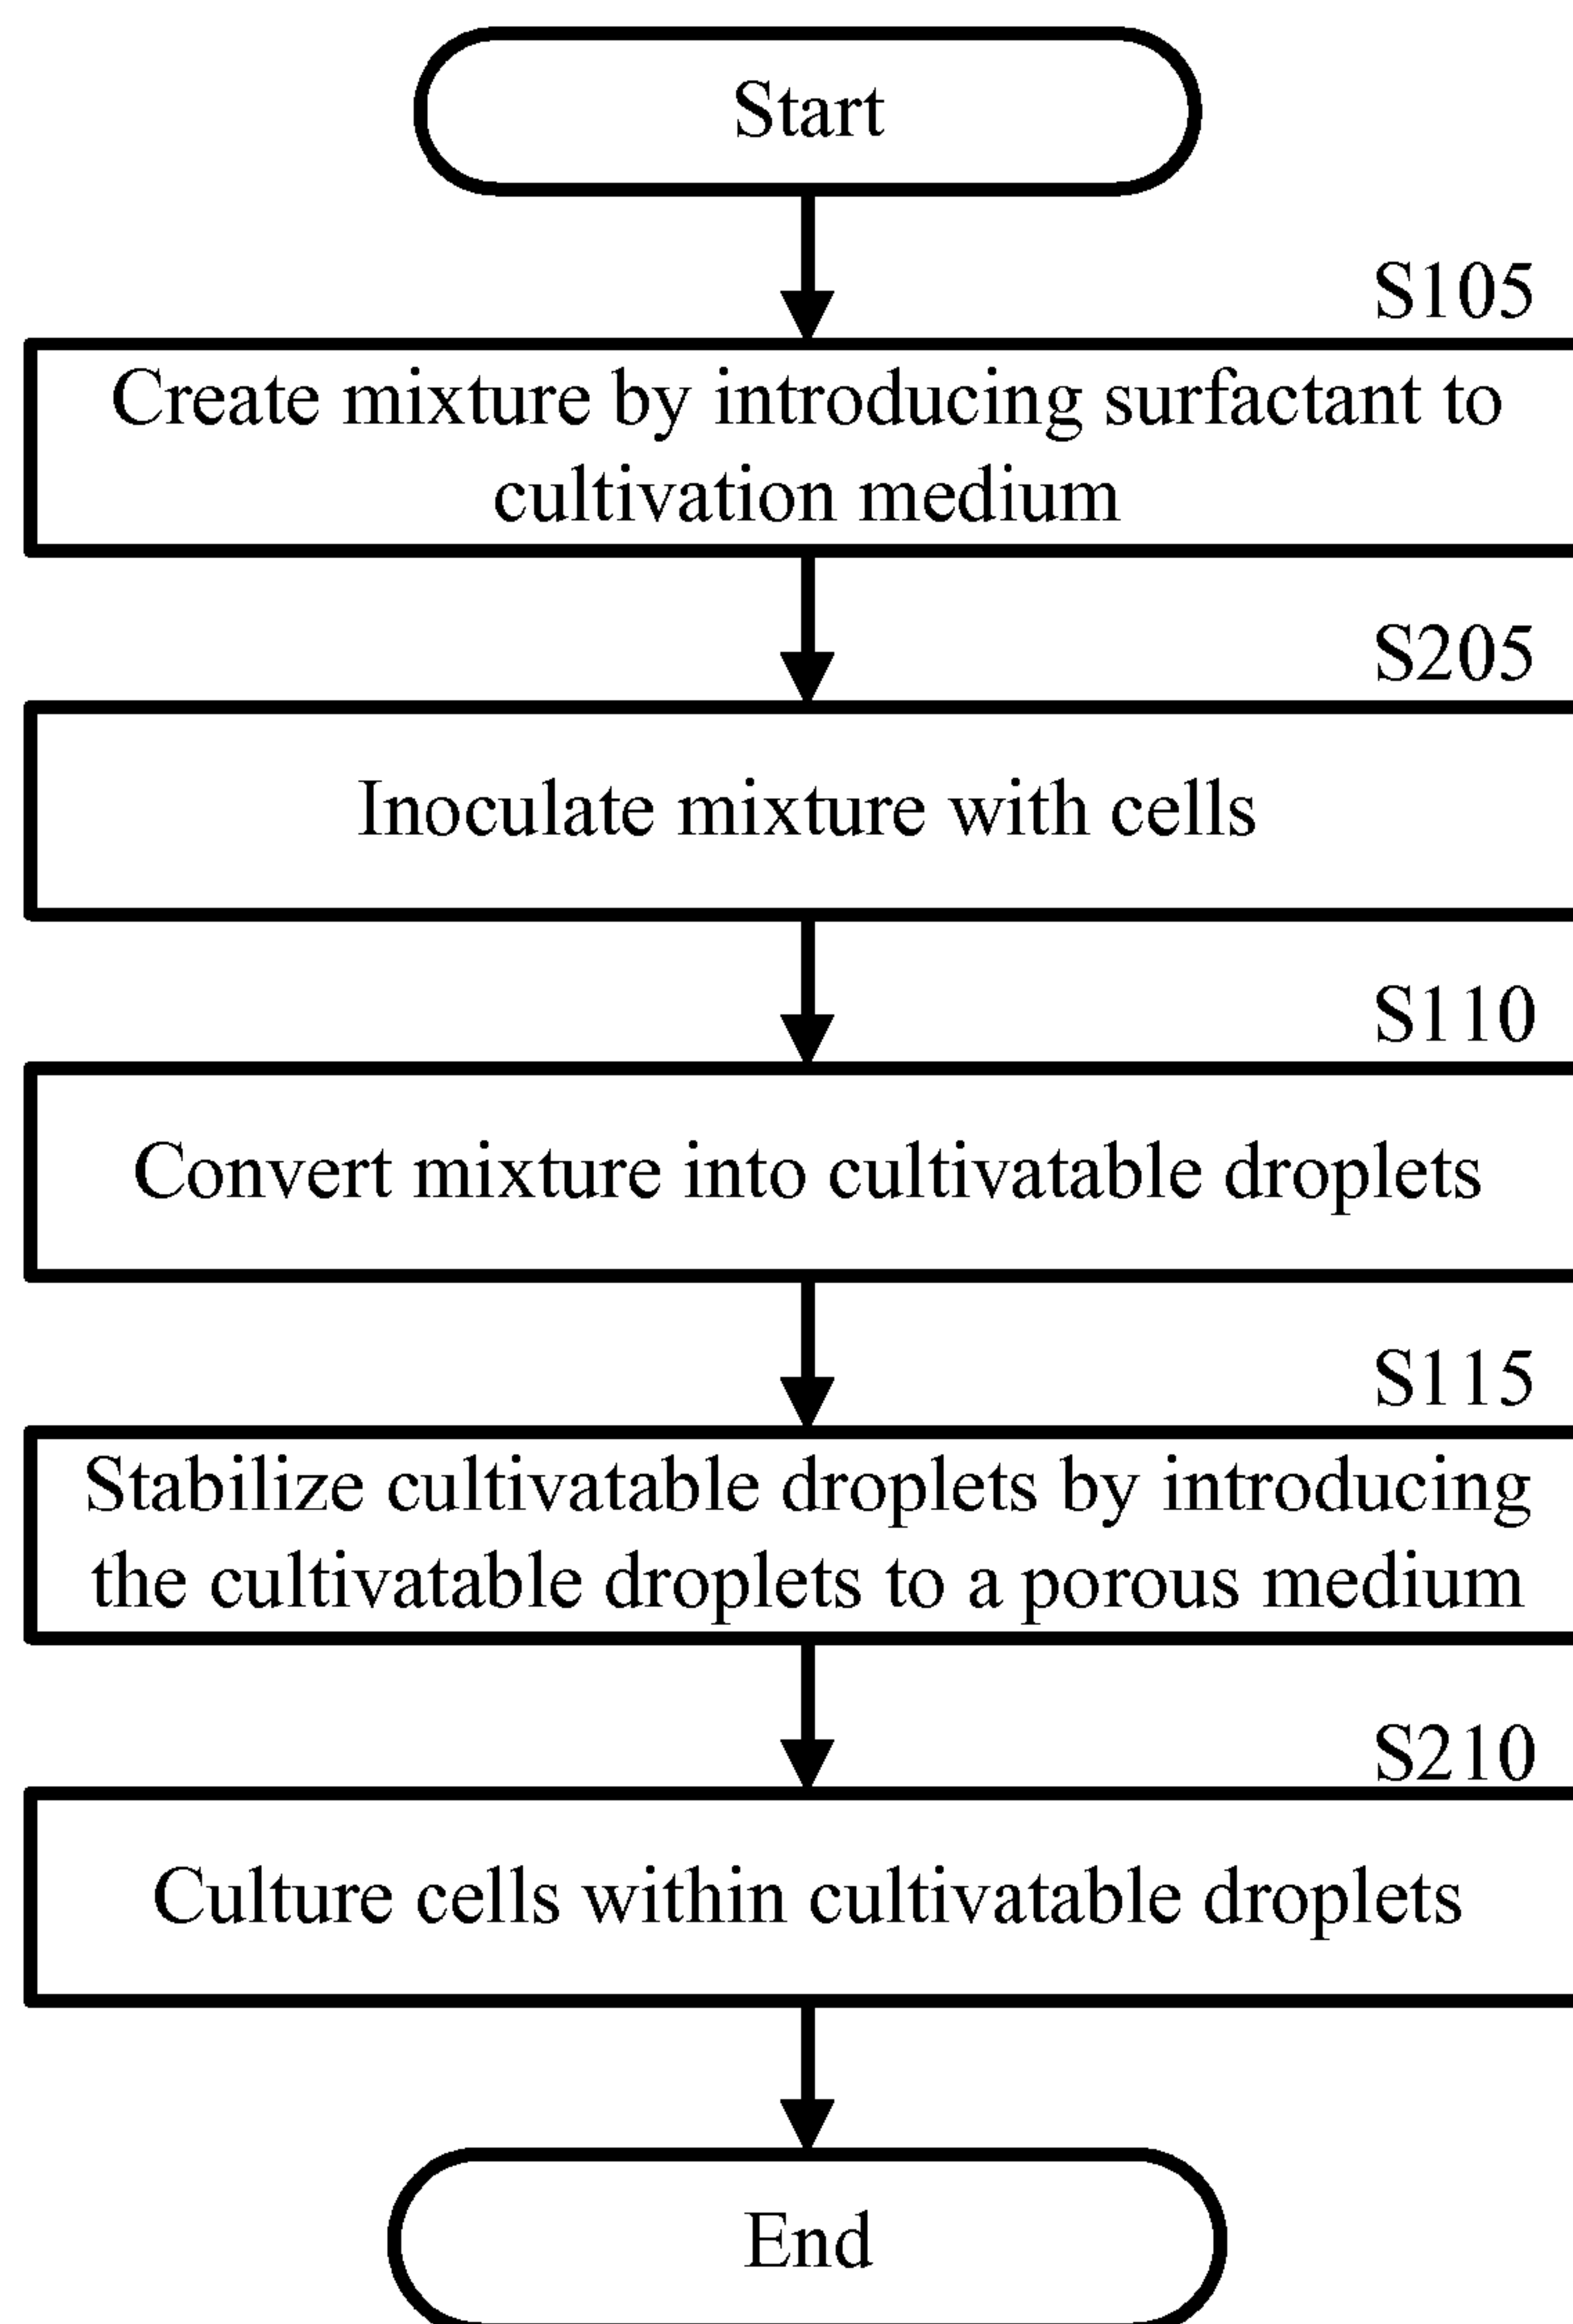 Start
S105
Create mixture by introducing surfactant to
cultivation medium
S205
Inoculate mixture with cells
S110
Convert mixture into cultivatable droplets
S115
Stabilize cultivatable droplets by introducing
the cultivatable droplets to a porous medium
S210
Culture cells within cultivatable droplets
End